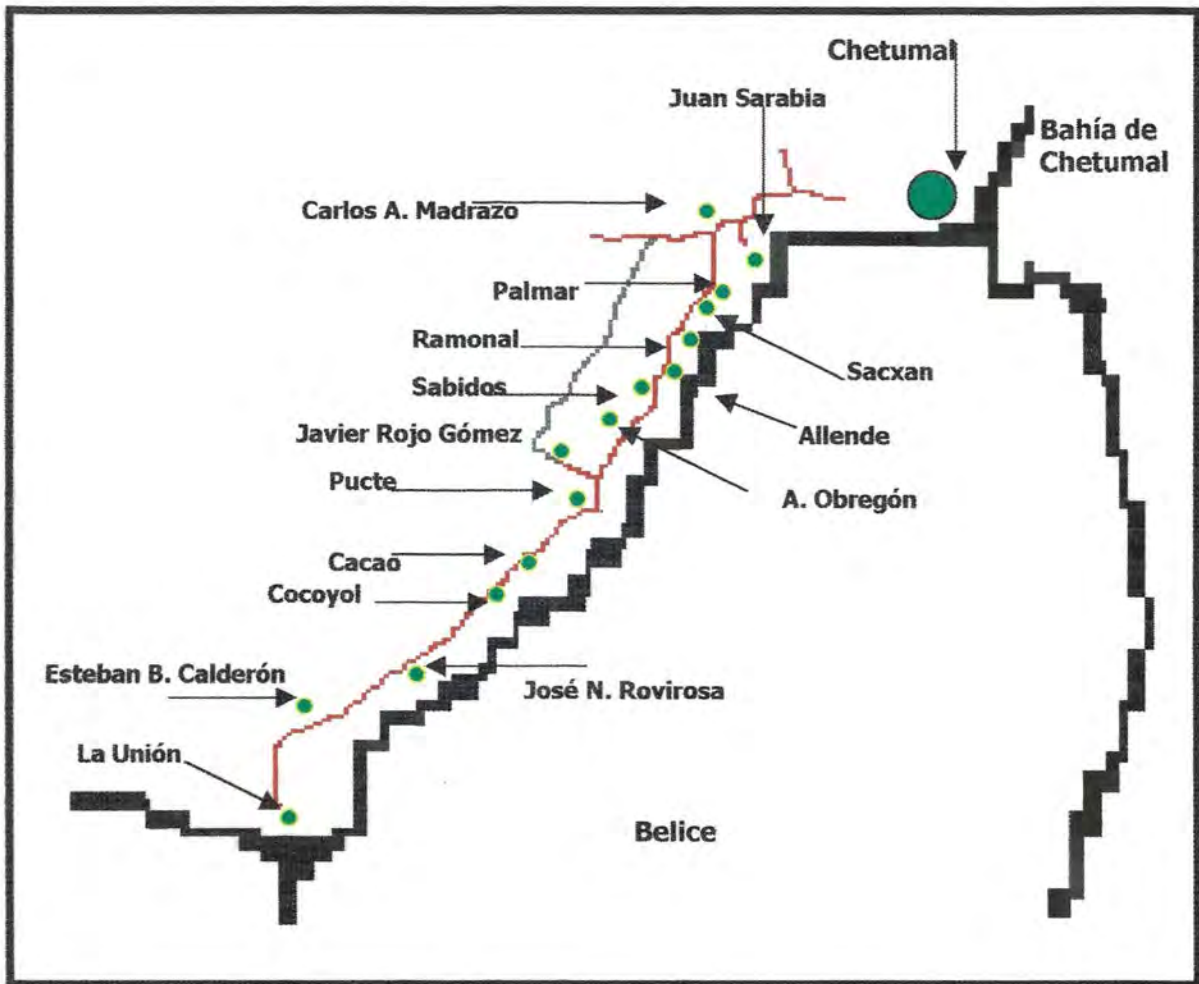 Chetumal
Juan Sarabia
Bahía de
Chetumal
Carlos A. Madrazo
Palmar
Ramonal
Sacxan
Sabidos
Allende
Javier Rojo Gómez
Pucte
A. Obregón
Cacao
Cocoyol
Esteban B. Calderón
José N. Rovirosa
La Unión
Belice